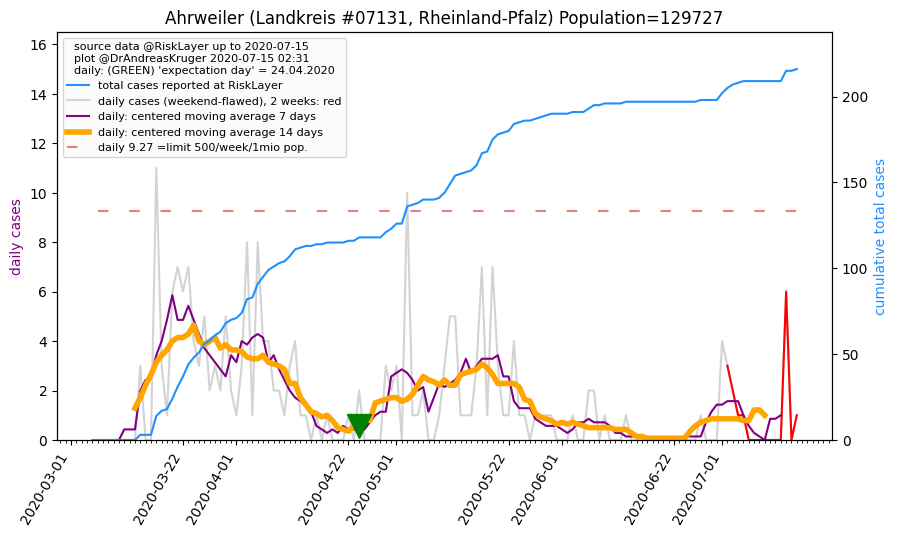 Ahrweiler (Landkreis #07131, Rheinland-Pfalz) Population=129727
source data @RiskLayer up to 2020-07-15
plot @DrAndreasKruger 2020-07-15 02:31
daily: (GREEN) 'expectation day' = 24.04.2020
total cases reported at RiskLayer
daily cases (weekend-flawed), 2 weeks: red
daily: centered moving average 7 days
daily: centered moving average 14 days
daily 9.27 =limit 500/week/1mio pop.
daily cases
16
14
12
10
8
6
4
2
0
cumulative total cases
200
150
100
50
0
2020-03-01
2020-03-22
2020-04-01
2020-04-22
2020-05-01
2020-05-22
2020-06-01
2020-06-22
2020-07-01